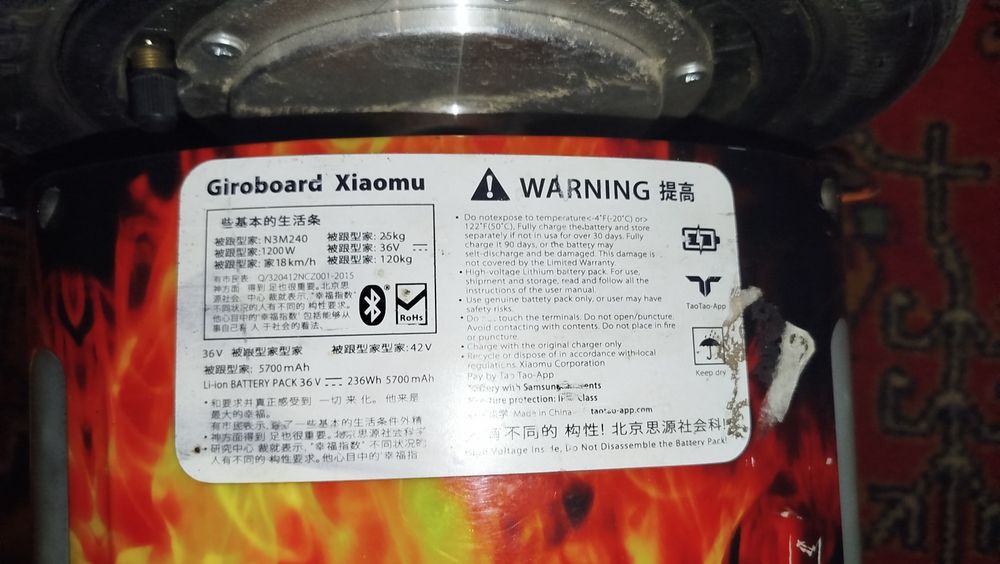 Giroboard Xiaomu
些基本的生活条
被跟型家: N3M240 被跟型家: 25kg
被跟型家: 1200W 被跟型家: 36V
被跟型家: 家18km/h 被跟型家: 120kg
有市民表 Q/320412NCZ001-2015
神方面 得到 足也很重要。北京思
源社会 中心 裁就表示, "幸福指数"
不同状况的人有不同的 构性要求。
他心目中的"幸福指数" 包括能够从
事自己看 人于社会的看法。
RoHs
36V 被跟型家型家 被跟型家型家: 42V
被跟型家: 5700mAh
Li-ion BATTERY PACK 36V 236Wh 5700mAh
• 和要求并真正感受到 一切来 化。他来是
最大的幸福。
有市民表示, 了一些基本的生活条件外精
• 神方面得到 足也很重要。北京思源社会科学
• 研究中心 裁就表示, "幸福指数" 不同状况的
人有不同的 构性要求。他心目中的"幸福指
WARNING 提高
• Do notexpose to temperature<-4°F(-20°C) or>
122°F(50°C), Fully charge the battery and store
separately if not in usa for over 30 days. Fully
charge it 90 days, or the battery may
self-discharge and be damaged. This damage is
not covered by the Limited Warranty.
• High-voltage Lithium battery pack. For use,
shipment and storage, read and follow all the
instructions of the user manual.
• Use genuine battety pack only, or user may have
safety risks.
• Do touch the terminals. Do not open/puncture.
Avoid contacting with contents. Do not place in fire
or puncture.
• Charge with the original charger only
• Recycle or dispose of in accordance with local
regulations. Xiaomu Corporation
Pay by Tao Tao-App
with Samsung
protection: class
Made in China
不同的 构性! 北京思源社会科!
Voltage Do Not Disassemble the Battery Pack!
TaoTao-App
Keep dry